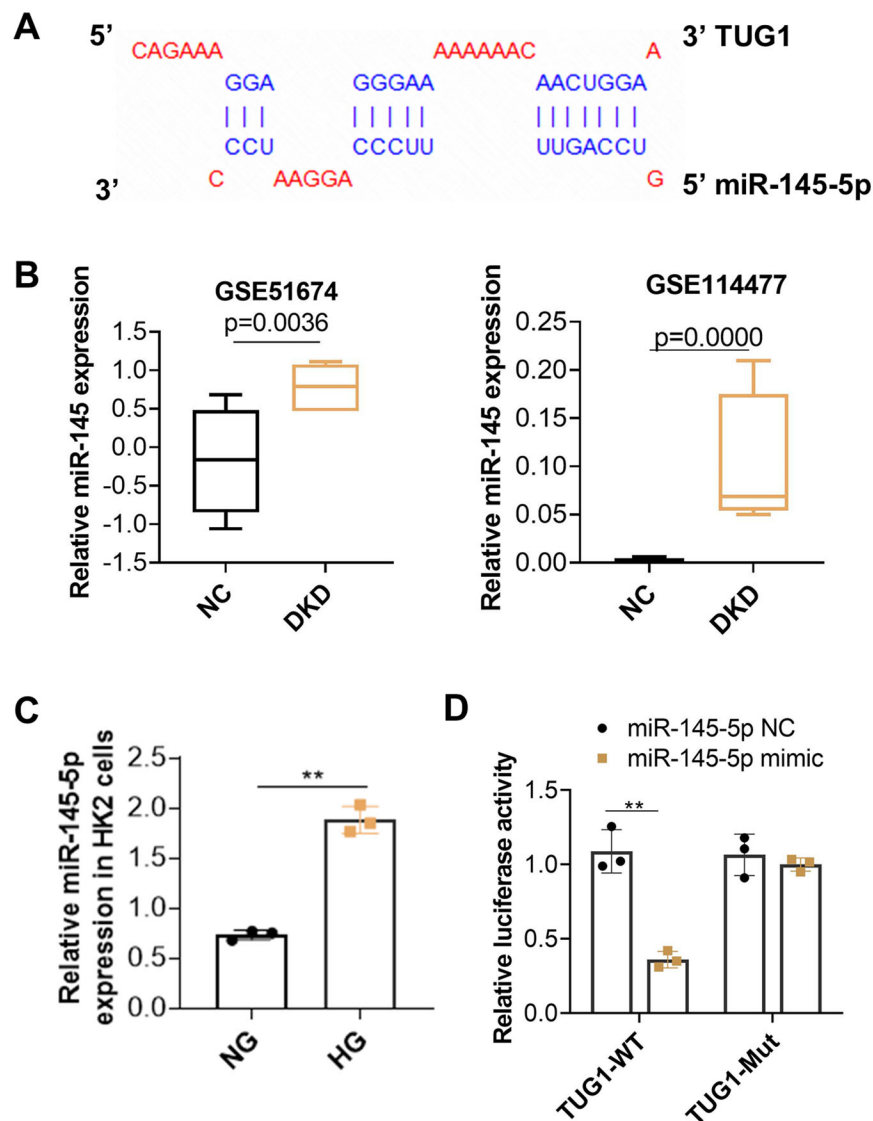 A
5’ 3’ TUG1
CAGAAA AAAAAAC A
GGA GGGAA AACUGGA
CCU CCCUU UUGACCU
C AAGGA G
3’ 5’ miR-145-5p
B
GSE51674
p=0.0036
Relative miR-145 expression
1.5
1.0
0.5
0.0
-0.5
-1.0
-1.5
NC DKD
GSE114477
p=0.0000
Relative miR-145 expression
0.25
0.20
0.15
0.10
0.05
0.00
NC DKD
C
Relative miR-145-5p
expression in HK2 cells
2.5
2.0
1.5
1.0
0.5
0.0
**
NG HG
D
miR-145-5p NC
miR-145-5p mimic
Relative luciferase activity
1.5
1.0
0.5
0.0
**
TUG1-WT TUG1-Mut